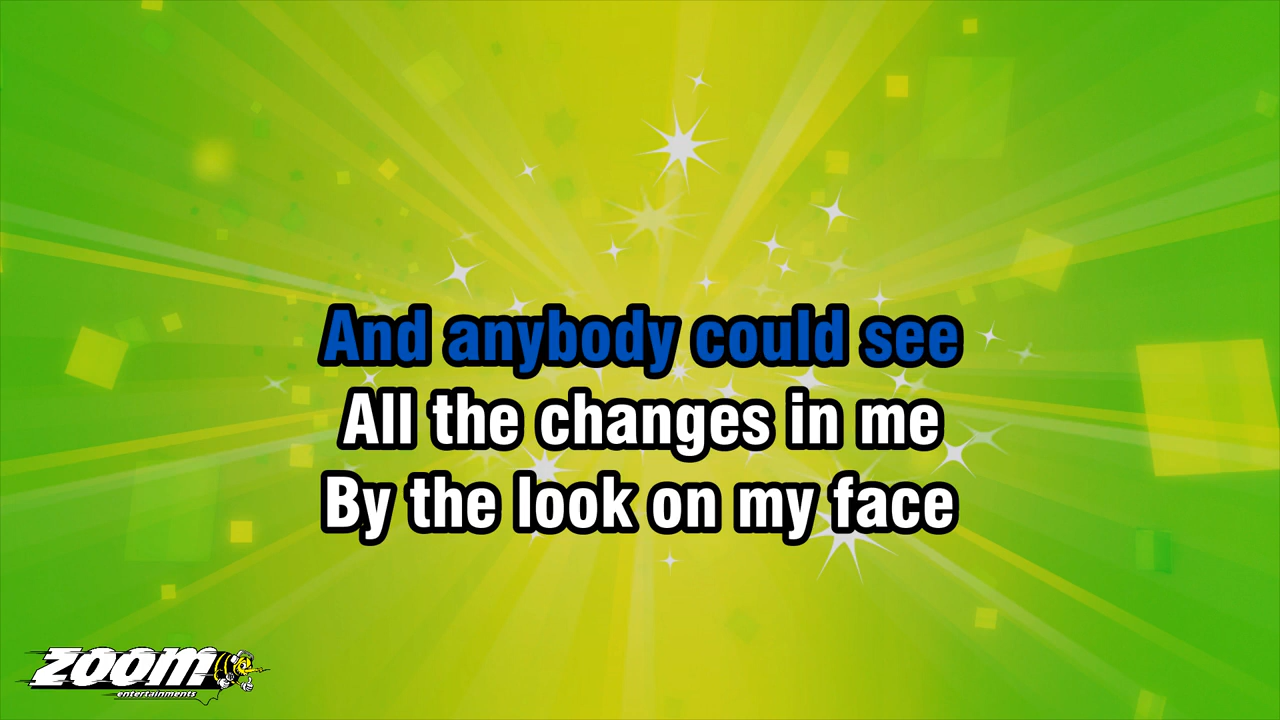 And anybody could see
All the changes in me
By the look on my face
ZOOM
entertainments